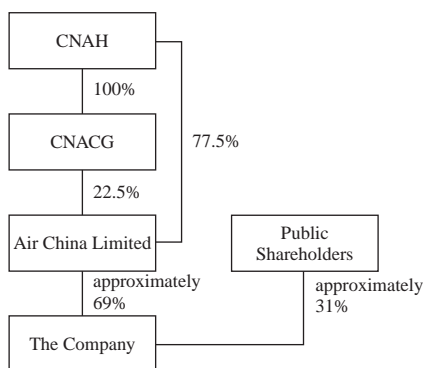 CNAH
100%
CNACG
77.5%
22.5%
Air China Limited
Public
Shareholders
approximately
69%
approximately
31%
The Company